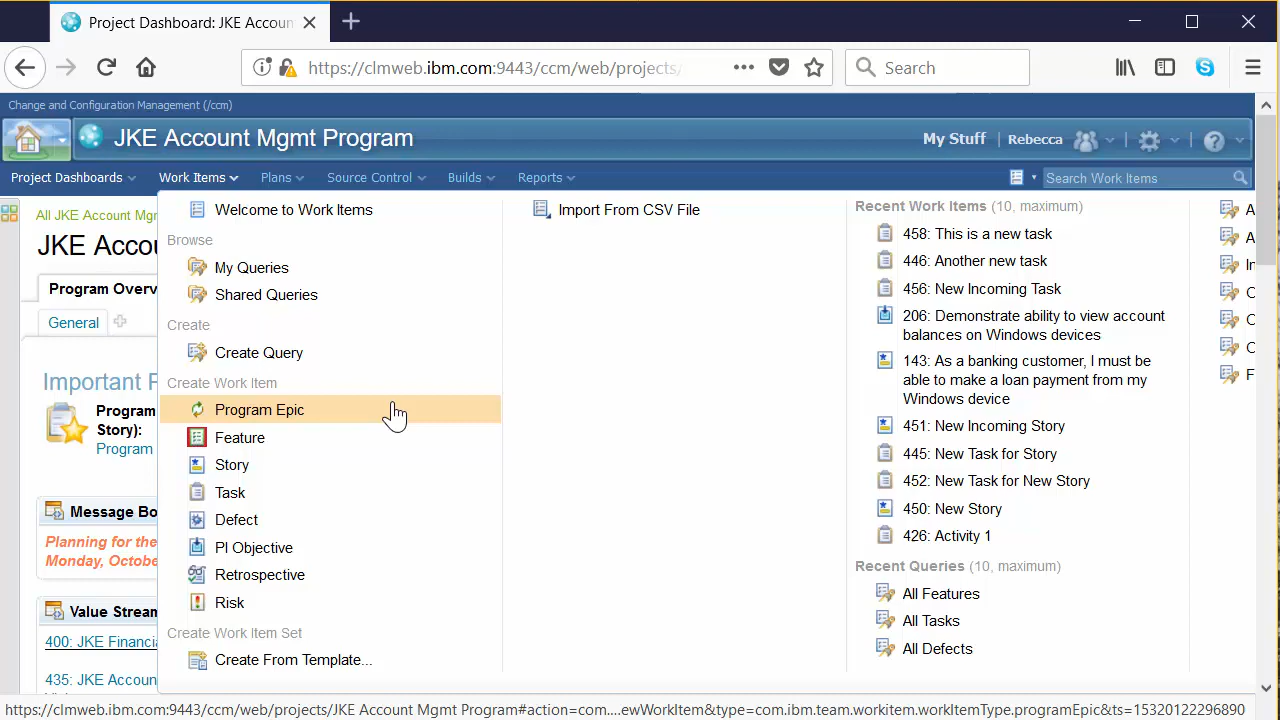 Project Dashboard: JKE Accoun
https://clmweb.ibm.com:9443/ccm/web/projects/
Search
Change and Configuration Management (/ccm)
JKE Account Mgmt Program
My Stuff
Rebecca
Project Dashboards
Work Items
Plans
Source Control
Builds
Reports
Search Work Items
All JKE Account Mgr
JKE Accou
Program Overv
General
Important F
Program
Story):
Program
Message Bo
Planning for the
Monday, Octobe
Value Stream
400: JKE Financia
435: JKE Accoun
Welcome to Work Items
Browse
My Queries
Shared Queries
Create
Create Query
Create Work Item
Program Epic
Feature
Story
Task
Defect
PI Objective
Retrospective
Risk
Create Work Item Set
Create From Template...
Import From CSV File
Recent Work Items (10, maximum)
458: This is a new task
446: Another new task
456: New Incoming Task
206: Demonstrate ability to view account
balances on Windows devices
143: As a banking customer, I must be
able to make a loan payment from my
Windows device
451: New Incoming Story
445: New Task for Story
452: New Task for New Story
450: New Story
426: Activity 1
Recent Queries (10, maximum)
All Features
All Tasks
All Defects
https://clmweb.ibm.com:9443/ccm/web/projects/JKE Account Mgmt Program#action=com....ewWorkItem&type=com.ibm.team.workitem.workItemType.programEpic&ts=15320122296890